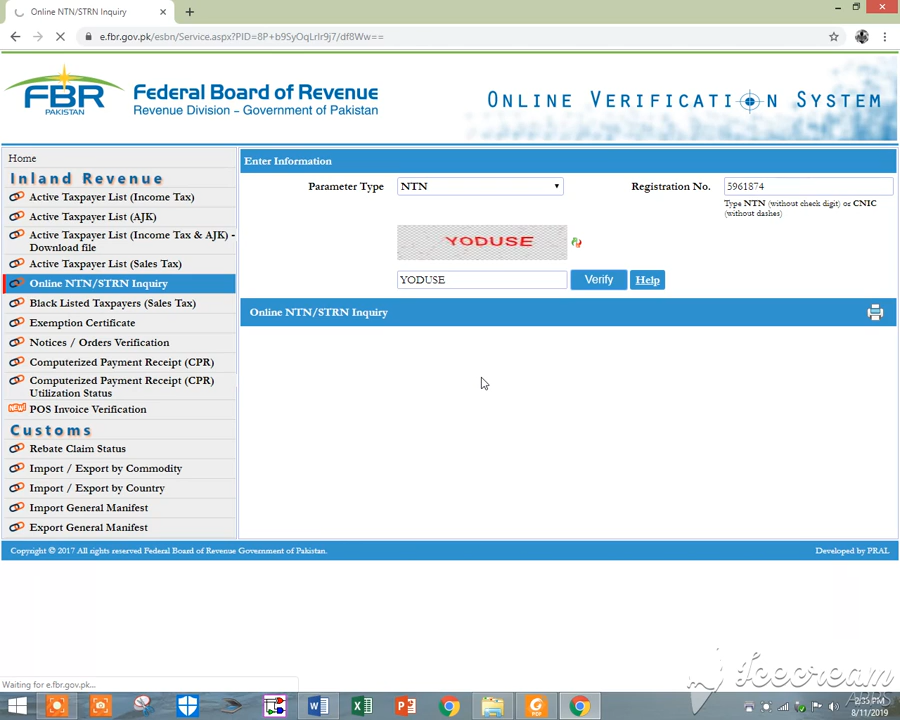 Online NTN/STRN Inquiry
e.fbr.gov.pk/esbn/Service.aspx?PID=8P+b9SyOqLrlr9j7/df8Ww==
FBR
PAKISTAN
Federal Board of Revenue
Revenue Division – Government of Pakistan
ONLINE VERIFICATION SYSTEM
Home
Inland Revenue
Active Taxpayer List (Income Tax)
Active Taxpayer List (AJK)
Active Taxpayer List (Income Tax & AJK) -
Download file
Active Taxpayer List (Sales Tax)
Online NTN/STRN Inquiry
Black Listed Taxpayers (Sales Tax)
Exemption Certificate
Notices / Orders Verification
Computerized Payment Receipt (CPR)
Computerized Payment Receipt (CPR)
Utilization Status
NEW! POS Invoice Verification
Customs
Rebate Claim Status
Import / Export by Commodity
Import / Export by Country
Import General Manifest
Export General Manifest
Enter Information
Parameter Type NTN Registration No. 5961874
Type NTN (without check digit) or CNIC
(without dashes)
YODUSE
YODUSE Verify Help
Online NTN/STRN Inquiry
Copyright © 2017 All rights reserved Federal Board of Revenue Government of Pakistan. Developed by PRAL
Waiting for e.fbr.gov.pk...
Icecream
APPS
2:35 PM
8/11/2019